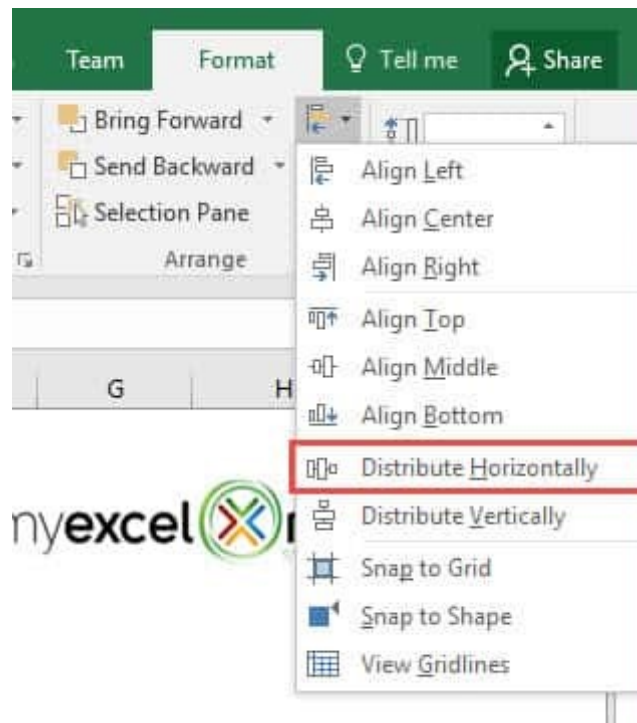 Team Format Tell me Share
Bring Forward
Send Backward
Selection Pane
Arrange
Align Left
Align Center
Align Right
Align Top
Align Middle
Align Bottom
Distribute Horizontally
Distribute Vertically
Snap to Grid
Snap to Shape
View Gridlines
G H
myexcel